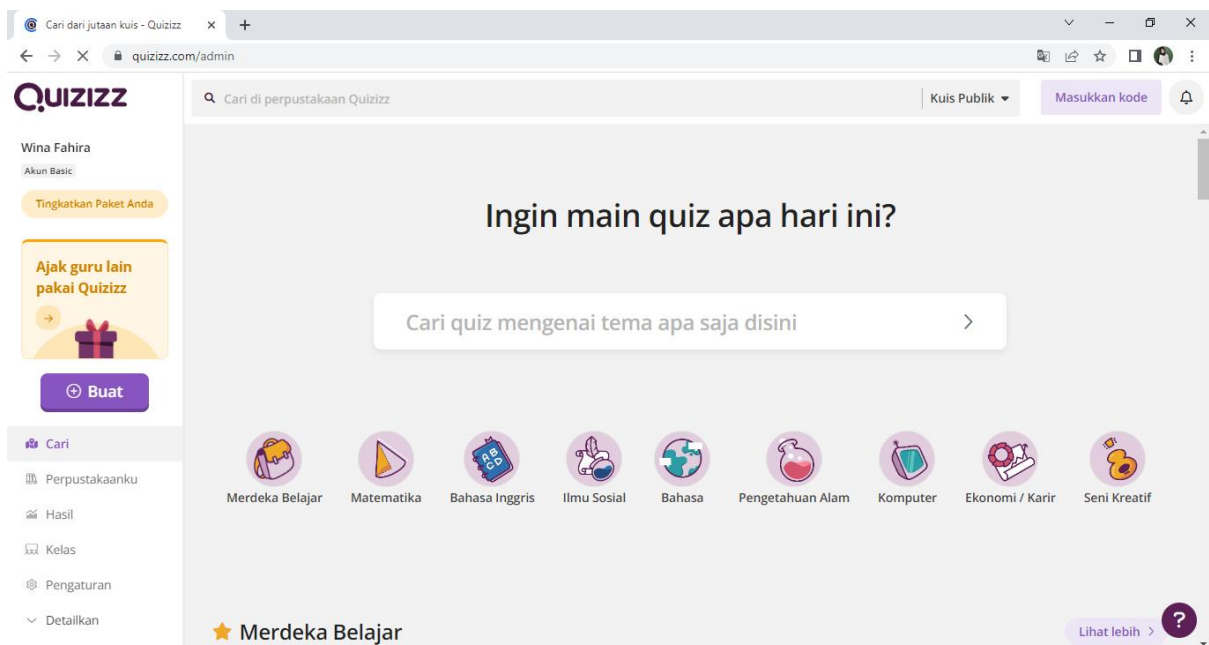 Cari dari jutaan kuis - Quizizz
quizizz.com/admin
QUIZIZZ
Cari di perpustakaan Quizizz
Kuis Publik
Masukkan kode
Wina Fahira
Akun Basic
Tingkatkan Paket Anda
Ajak guru lain
pakai Quizizz
Buat
Cari
Perpustakaanku
Hasil
Kelas
Pengaturan
Detailkan
Ingin main quiz apa hari ini?
Cari quiz mengenai tema apa saja disini
A B
C D
Merdeka Belajar
Matematika
Bahasa Inggris
Ilmu Sosial
Bahasa
Pengetahuan Alam
Komputer
Ekonomi / Karir
Seni Kreatif
Merdeka Belajar
Lihat lebih
?